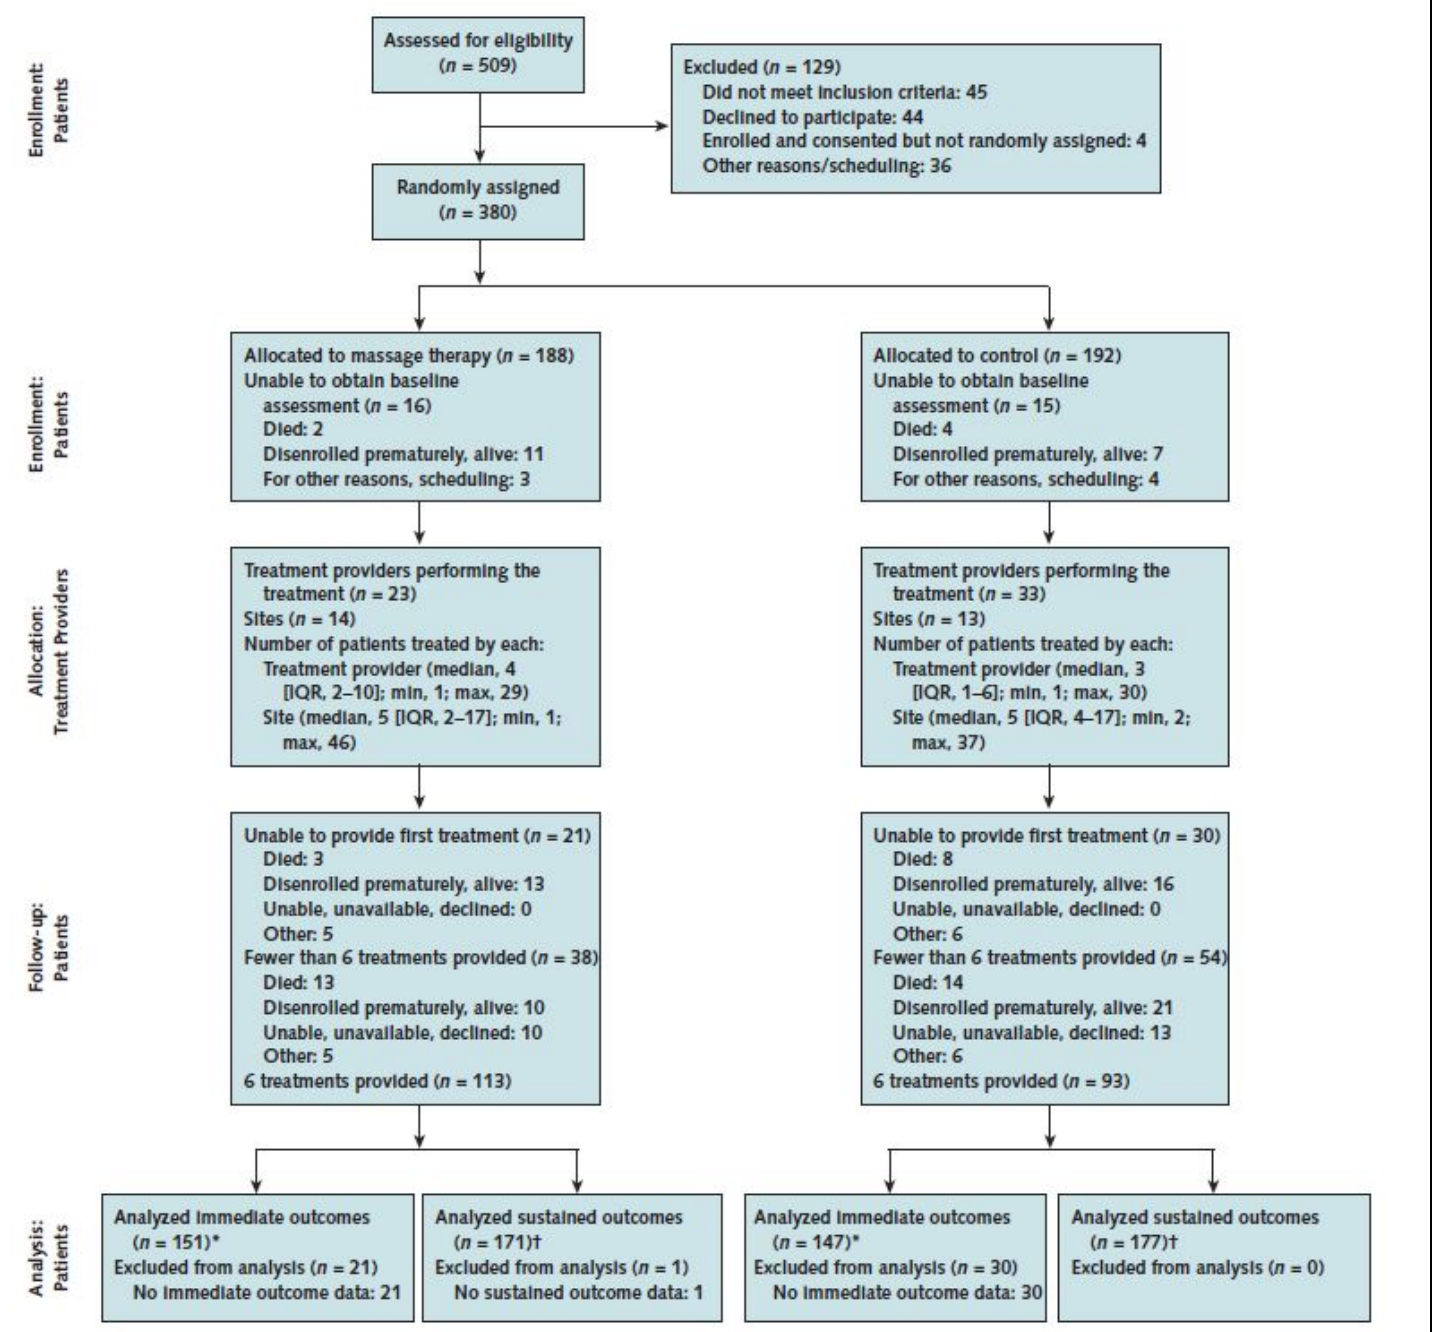 Enrollment:
Patients
Assessed for eligibility
(n = 509)
Excluded (n = 129)
Did not meet inclusion criteria: 45
Declined to participate: 44
Enrolled and consented but not randomly assigned: 4
Other reasons/scheduling: 36
Randomly assigned
(n = 380)
Enrollment:
Patients
Allocated to massage therapy (n = 188)
Unable to obtain baseline
assessment (n = 16)
Died: 2
Disenrolled prematurely, alive: 11
For other reasons, scheduling: 3
Allocated to control (n = 192)
Unable to obtain baseline
assessment (n = 15)
Died: 4
Disenrolled prematurely, alive: 7
For other reasons, scheduling: 4
Allocation:
Treatment Providers
Treatment providers performing the
treatment (n = 23)
Sites (n = 14)
Number of patients treated by each:
Treatment provider (median, 4
[IQR, 2–10]; min, 1; max, 29)
Site (median, 5 [IQR, 2–17]; min, 1;
max, 46)
Treatment providers performing the
treatment (n = 33)
Sites (n = 13)
Number of patients treated by each:
Treatment provider (median, 3
[IQR, 1–6]; min, 1; max, 30)
Site (median, 5 [IQR, 4–17]; min, 2;
max, 37)
Follow-up:
Patients
Unable to provide first treatment (n = 21)
Died: 3
Disenrolled prematurely, alive: 13
Unable, unavailable, declined: 0
Other: 5
Fewer than 6 treatments provided (n = 38)
Died: 13
Disenrolled prematurely, alive: 10
Unable, unavailable, declined: 10
Other: 5
6 treatments provided (n = 113)
Unable to provide first treatment (n = 30)
Died: 8
Disenrolled prematurely, alive: 16
Unable, unavailable, declined: 0
Other: 6
Fewer than 6 treatments provided (n = 54)
Died: 14
Disenrolled prematurely, alive: 21
Unable, unavailable, declined: 13
Other: 6
6 treatments provided (n = 93)
Analysis:
Patients
Analyzed immediate outcomes
(n = 151)*
Excluded from analysis (n = 21)
No immediate outcome data: 21
Analyzed sustained outcomes
(n = 171)†
Excluded from analysis (n = 1)
No sustained outcome data: 1
Analyzed immediate outcomes
(n = 147)*
Excluded from analysis (n = 30)
No immediate outcome data: 30
Analyzed sustained outcomes
(n = 177)†
Excluded from analysis (n = 0)